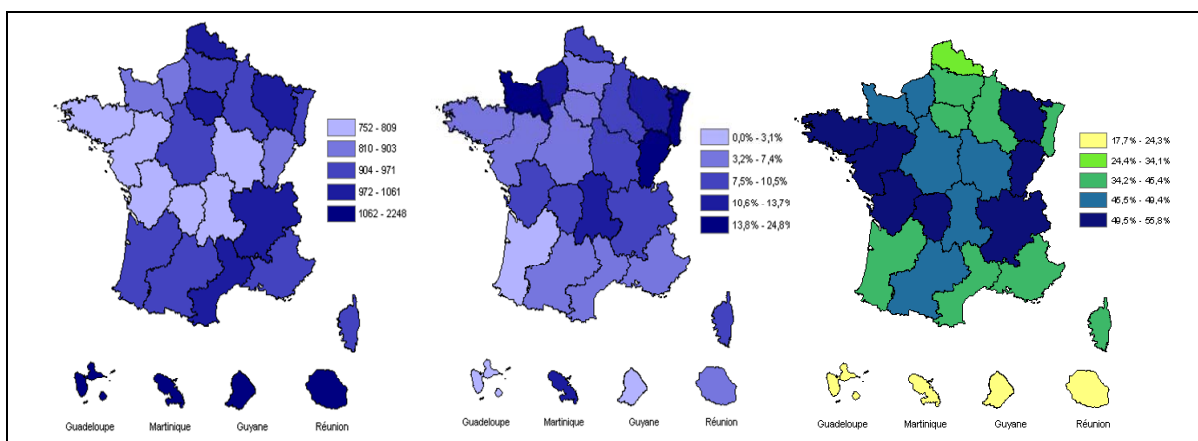 752 - 809
810 - 903
904 - 971
972 - 1061
1062 - 2248
Guadeloupe Martinique Guyane Réunion
0,0% - 3,1%
3,2% - 7,4%
7,5% - 10,5%
10,6% - 13,7%
13,8% - 24,8%
Guadeloupe Martinique Guyane Réunion
17,7% - 24,3%
24,4% - 34,1%
34,2% - 45,4%
45,5% - 49,4%
49,5% - 55,8%
Guadeloupe Martinique Guyane Réunion